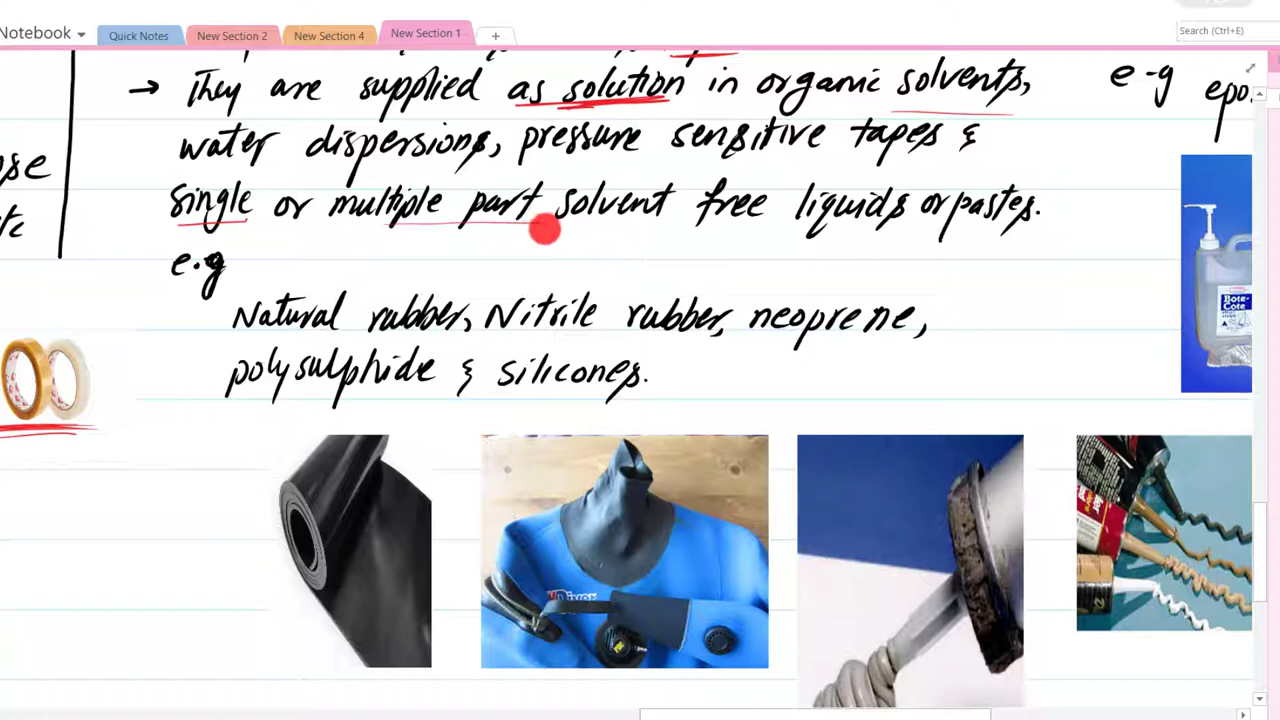 Notebook
Quick Notes
New Section 2
New Section 4
New Section 1
Search (Ctrl+E)
→ They are supplied as solution in organic solvents,
water dispersions, pressure sensitive tapes &
single or multiple part solvent free liquids or pastes.
e.g
Natural rubber, Nitrile rubber, neoprene,
polysulphide & silicones.
e-g
epo
Bote-
Cote